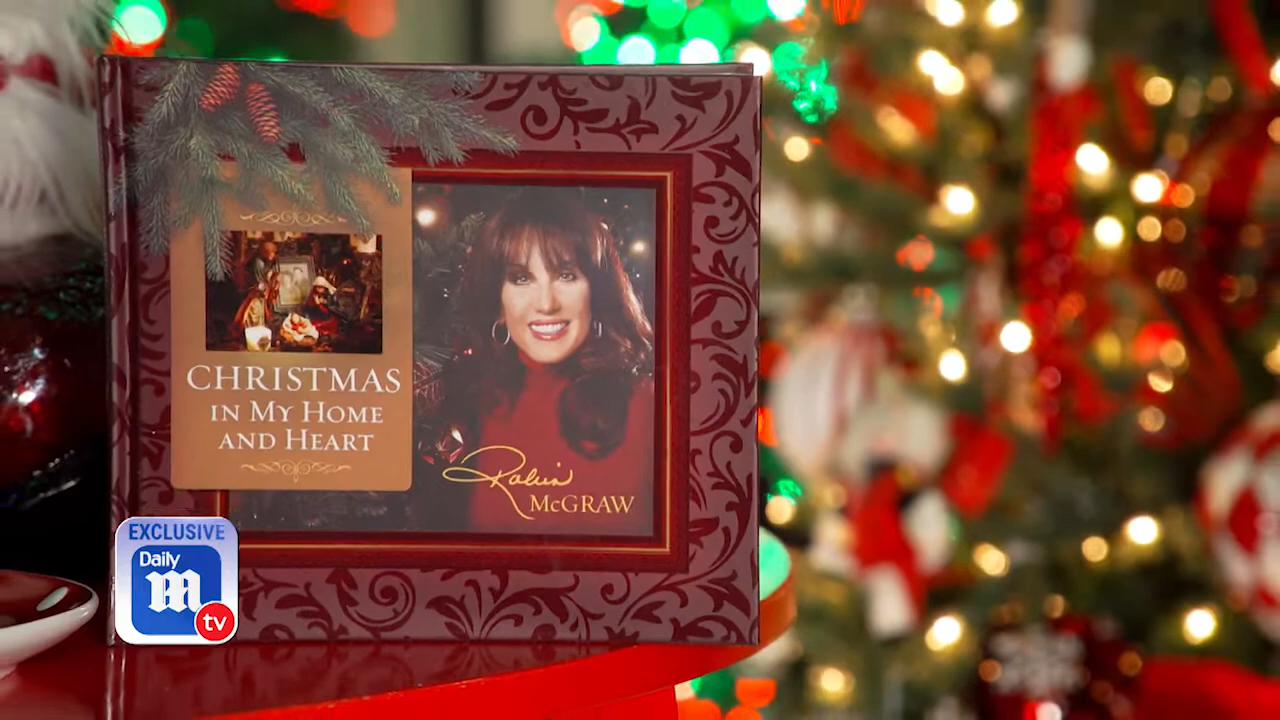 CHRISTMAS
IN MY HOME
AND HEART
Robin
McGRAW
EXCLUSIVE
Daily
M
tv